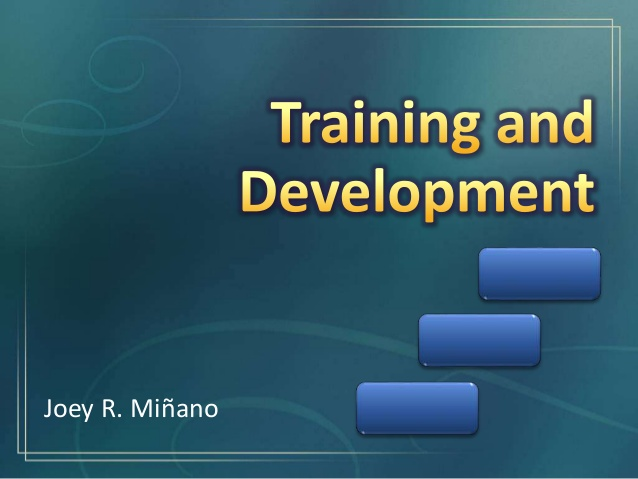 Training and
Development
Joey R. Miñano